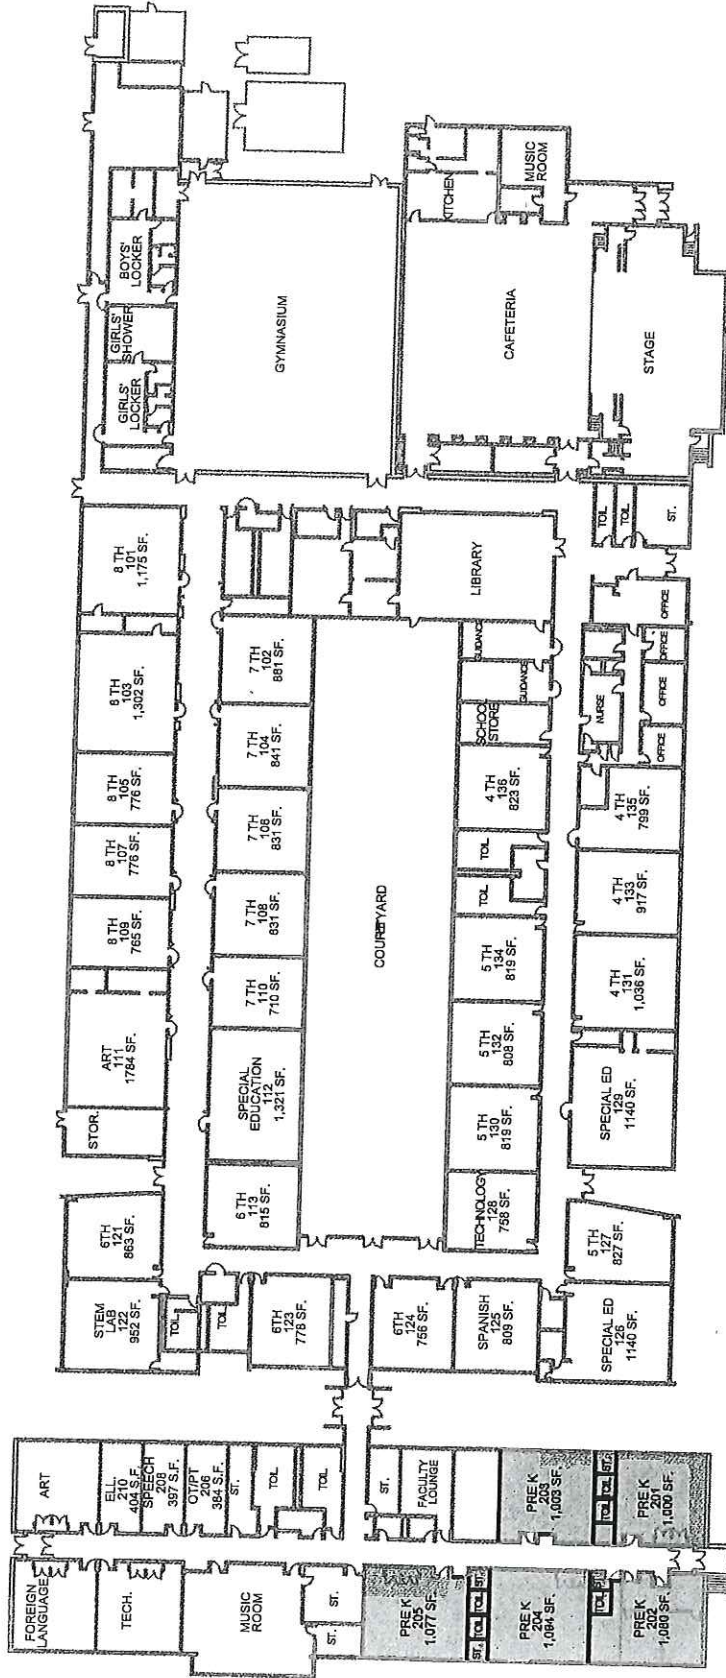 MUSIC
ROOM
KITCHEN
BOYS'
LOCKER
GIRLS'
SHOWER
GIRLS'
LOCKER
GYMNASIUM
CAFETERIA
STAGE
8 TH
101
1,175 SF.
TOIL
TOIL
ST.
LIBRARY
OFFICE
OFFICE
OFFICE
OFFICE
NURSE
GUIDANCE
GUIDANCE
SCHOOL
STORE
7 TH
102
881 SF.
8 TH
103
1,302 SF.
7 TH
104
841 SF.
4 TH
136
823 SF.
4 TH
135
799 SF.
8 TH
105
776 SF.
7 TH
106
831 SF.
TOIL
TOIL
8 TH
107
776 SF.
7 TH
108
831 SF.
4 TH
133
917 SF.
8 TH
109
765 SF.
COURTYARD
5 TH
134
819 SF.
4 TH
131
1,036 SF.
7 TH
110
710 SF.
ART
111
1784 SF.
5 TH
132
808 SF.
SPECIAL
EDUCATION
112
1,321 SF.
SPECIAL ED
129
1140 SF.
STOR.
5 TH
130
819 SF.
6 TH
113
815 SF.
TECHNOLOGY
128
758 SF.
6TH
121
863 SF.
5 TH
127
827 SF.
STEM
LAB
122
952 SF.
TOIL
TOIL
6TH
123
778 SF.
6TH
124
756 SF.
SPANISH
125
809 SF.
SPECIAL ED
126
1140 SF.
ART
ELL.
210
404 S.F.
SPEECH
208
397 S.F.
OT/PT
206
384 S.F.
ST.
TOIL
TOIL
ST.
FACULTY
LOUNGE
PRE K
203
1,003 SF.
ST.
TOIL
TOIL
PRE K
201
1,000 SF.
FOREIGN
LANGUAGE
TECH.
MUSIC
ROOM
ST.
ST.
PRE K
205
1,077 SF.
ST.
TOIL
TOIL
ST.
PRE K
204
1,094 SF.
TOIL
ST.
PRE K
202
1,080 SF.